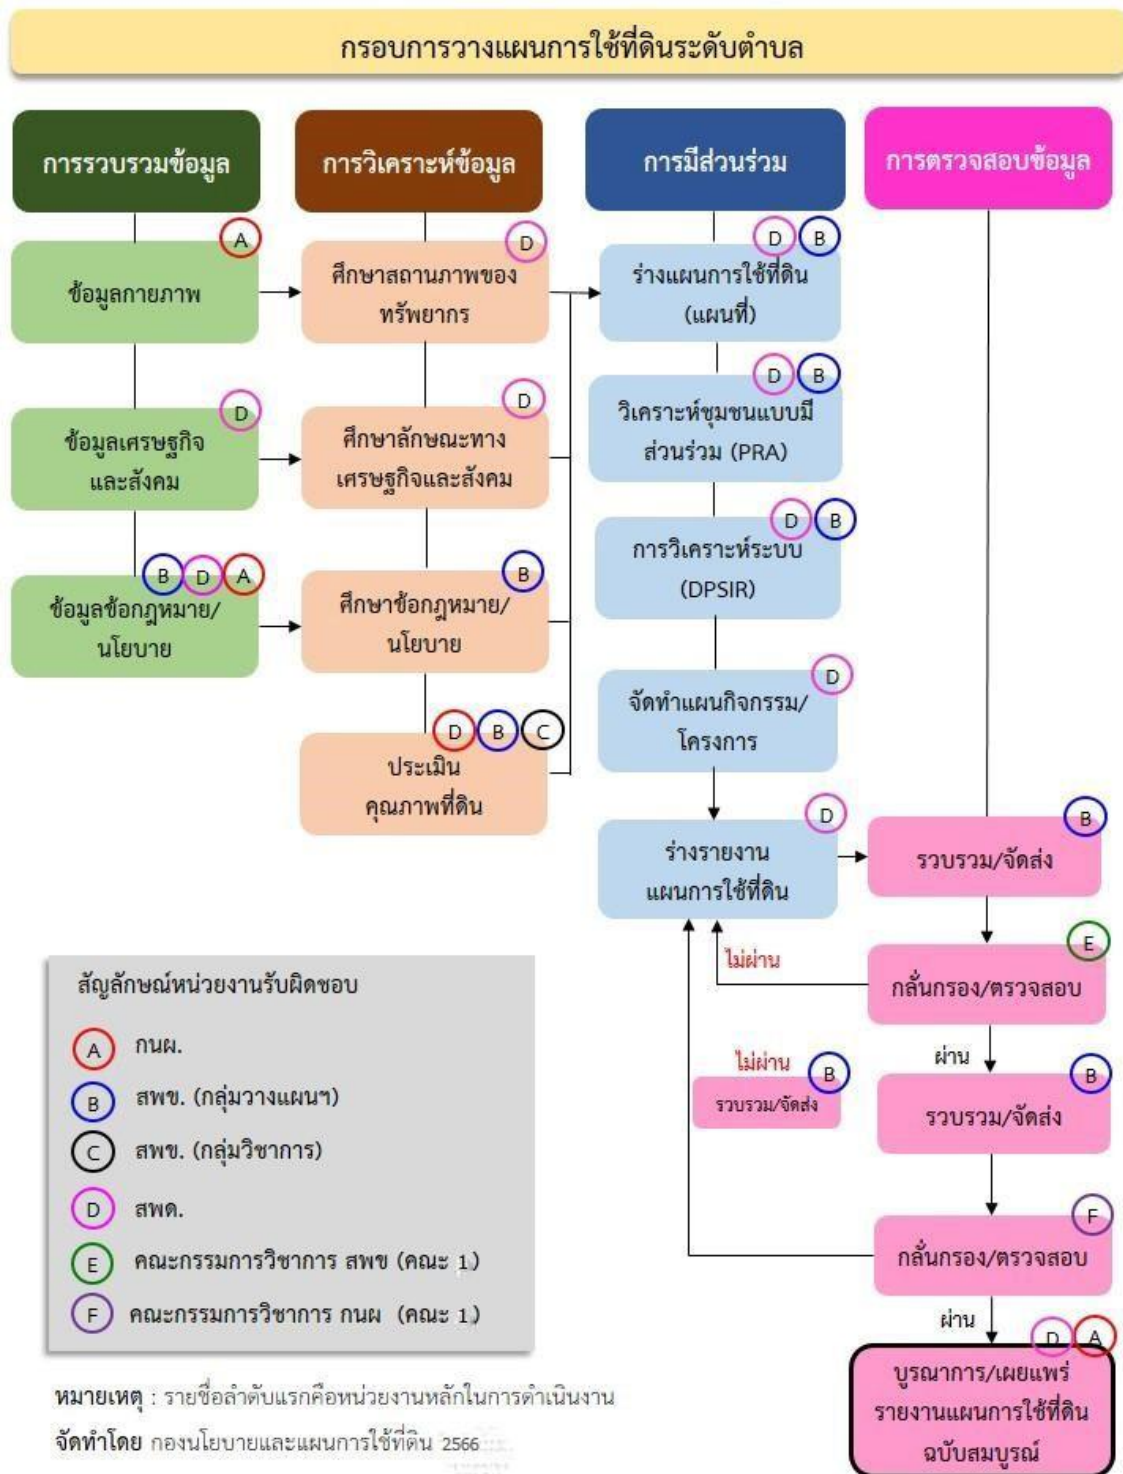 กรอบการวางแผนการใช้ที่ดินระดับตำบล
การรวบรวมข้อมูล
การวิเคราะห์ข้อมูล
การมีส่วนร่วม
การตรวจสอบข้อมูล
A
ข้อมูลกายภาพ
D
ข้อมูลเศรษฐกิจ
และสังคม
B D A
ข้อมูลข้อกฎหมาย/
นโยบาย
D
ศึกษาสถานภาพของ
ทรัพยากร
D
ศึกษาลักษณะทาง
เศรษฐกิจและสังคม
B
ศึกษาข้อกฎหมาย/
นโยบาย
D B C
ประเมิน
คุณภาพที่ดิน
D B
ร่างแผนการใช้ที่ดิน
(แผนที่)
D B
วิเคราะห์ชุมชนแบบมี
ส่วนร่วม (PRA)
D B
การวิเคราะห์ระบบ
(DPSIR)
D
จัดทำแผนกิจกรรม/
โครงการ
D
ร่างรายงาน
แผนการใช้ที่ดิน
B
รวบรวม/จัดส่ง
E
กลั่นกรอง/ตรวจสอบ
ไม่ผ่าน
ผ่าน
B
รวบรวม/จัดส่ง
ไม่ผ่าน
B
รวบรวม/จัดส่ง
F
กลั่นกรอง/ตรวจสอบ
ผ่าน
D A
บูรณาการ/เผยแพร่
รายงานแผนการใช้ที่ดิน
ฉบับสมบูรณ์
สัญลักษณ์หน่วยงานรับผิดชอบ
A กนผ.
B สพข. (กลุ่มวางแผนฯ)
C สพข. (กลุ่มวิชาการ)
D สพด.
E คณะกรรมการวิชาการ สพข (คณะ 1)
F คณะกรรมการวิชาการ กนผ (คณะ 1)
หมายเหตุ : รายชื่อลำดับแรกคือหน่วยงานหลักในการดำเนินงาน
จัดทำโดย กองนโยบายและแผนการใช้ที่ดิน 2566